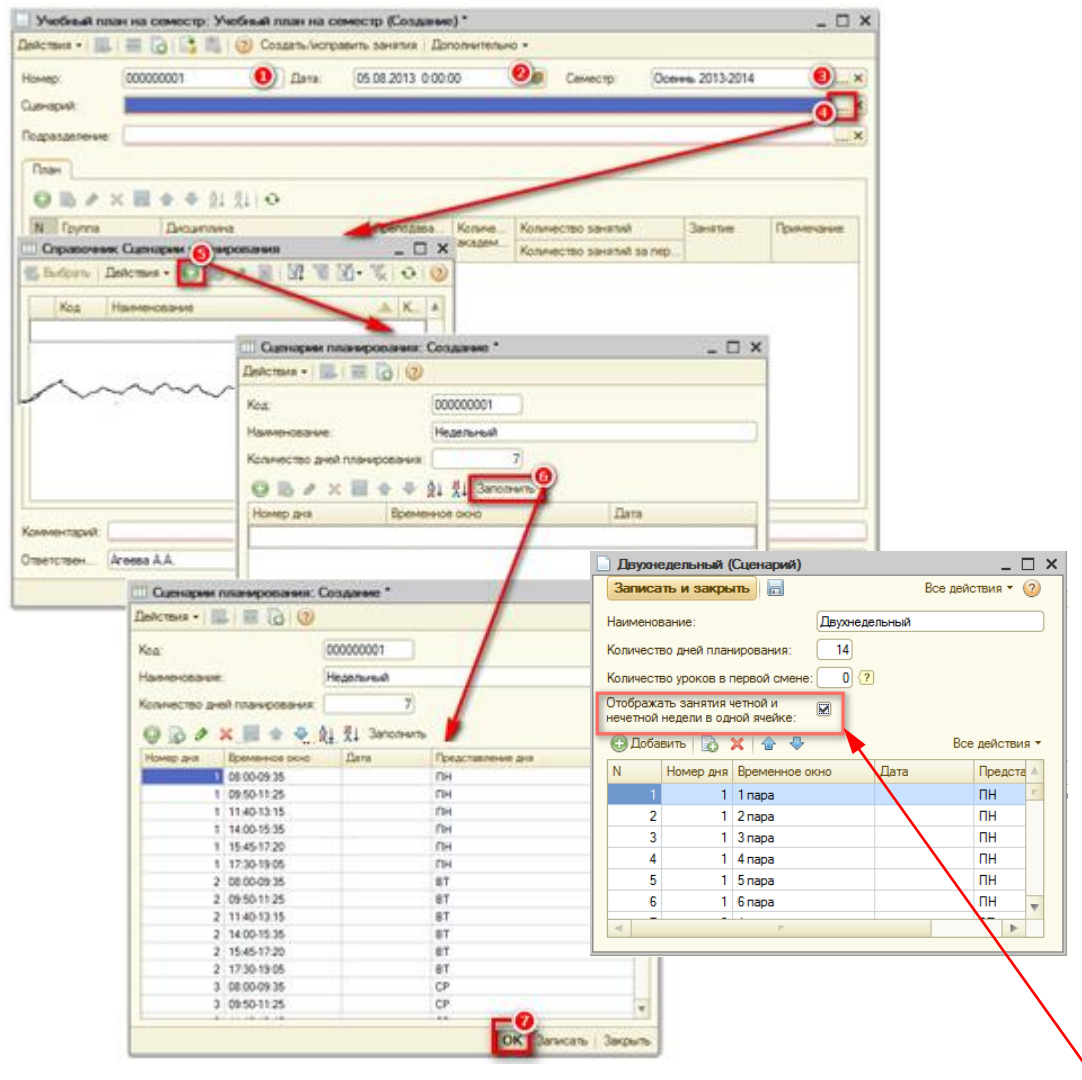 Учебный план на семестр: Учебный план на семестр (Создание) *
Действия Создать/исправить занятия Дополнительно
Номер: 000000001 1 Дата: 05.08.2013 0:00:00 2 Семестр: Осень 2013-2014 3 ... x
Сценарий: 4 ...
Подразделение: ... x
План
N Группа Дисциплина Преподава... Количе... академ... Количество занятий Занятие Примечание
Количество занятий за пер...
Справочник Сценарии планирования
5
Выбрать Действия
Код Наименование К...
Комментарий:
Ответствен... Агеева А.А.
Сценарии планирования: Создание *
Действия
Код: 000000001
Наименование: Недельный
Количество дней планирования: 7
6
Заполнить
Номер дня Временное окно Дата
Сценарии планирования: Создание *
Действия
Код: 000000001
Наименование: Недельный
Количество дней планирования: 7
Заполнить
Номер дня Временное окно Дата Представление дня
1 08:00-09:35 ПН
1 09:50-11:25 ПН
1 11:40-13:15 ПН
1 14:00-15:35 ПН
1 15:45-17:20 ПН
1 17:30-19:05 ПН
2 08:00-09:35 ВТ
2 09:50-11:25 ВТ
2 11:40-13:15 ВТ
2 14:00-15:35 ВТ
2 15:45-17:20 ВТ
2 17:30-19:05 ВТ
3 08:00-09:35 СР
3 09:50-11:25 СР
7
OK Записать Закрыть
Двухнедельный (Сценарий)
Записать и закрыть Все действия
Наименование: Двухнедельный
Количество дней планирования: 14
Количество уроков в первой смене: 0 ?
Отображать занятия четной и
нечетной недели в одной ячейке:
Добавить Все действия
N Номер дня Временное окно Дата Предста
1 1 1 пара ПН
2 1 2 пара ПН
3 1 3 пара ПН
4 1 4 пара ПН
5 1 5 пара ПН
6 1 6 пара ПН